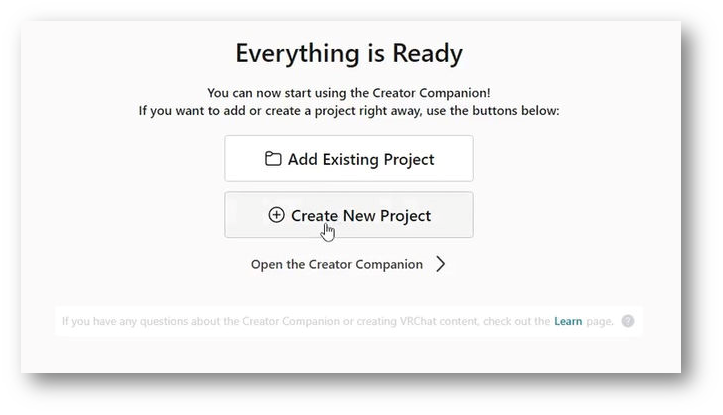 Everything is Ready
You can now start using the Creator Companion!
If you want to add or create a project right away, use the buttons below:
Add Existing Project
Create New Project
Open the Creator Companion
If you have any questions about the Creator Companion or creating VRChat content, check out the Learn page. ?